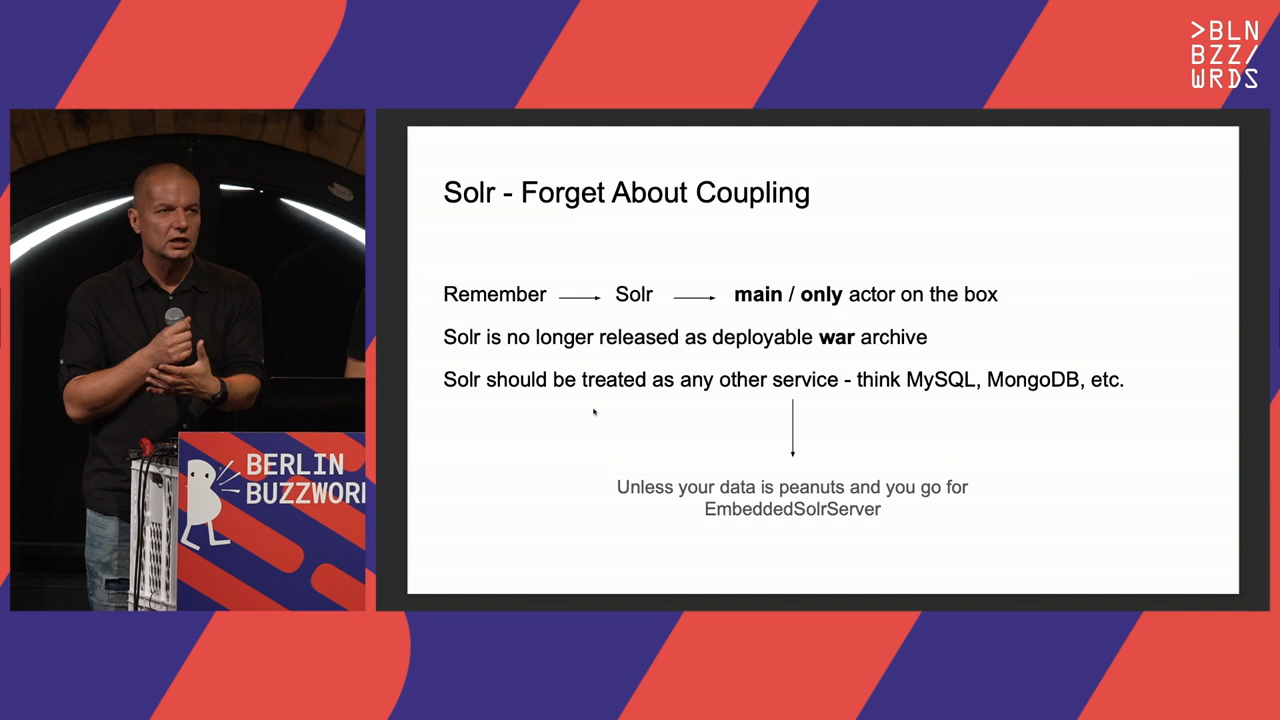 >BLN
BZZ/
WRDS
Solr - Forget About Coupling
Remember Solr main / only actor on the box
Solr is no longer released as deployable war archive
Solr should be treated as any other service - think MySQL, MongoDB, etc.
Unless your data is peanuts and you go for
EmbeddedSolrServer
BERLIN
BUZZWOR